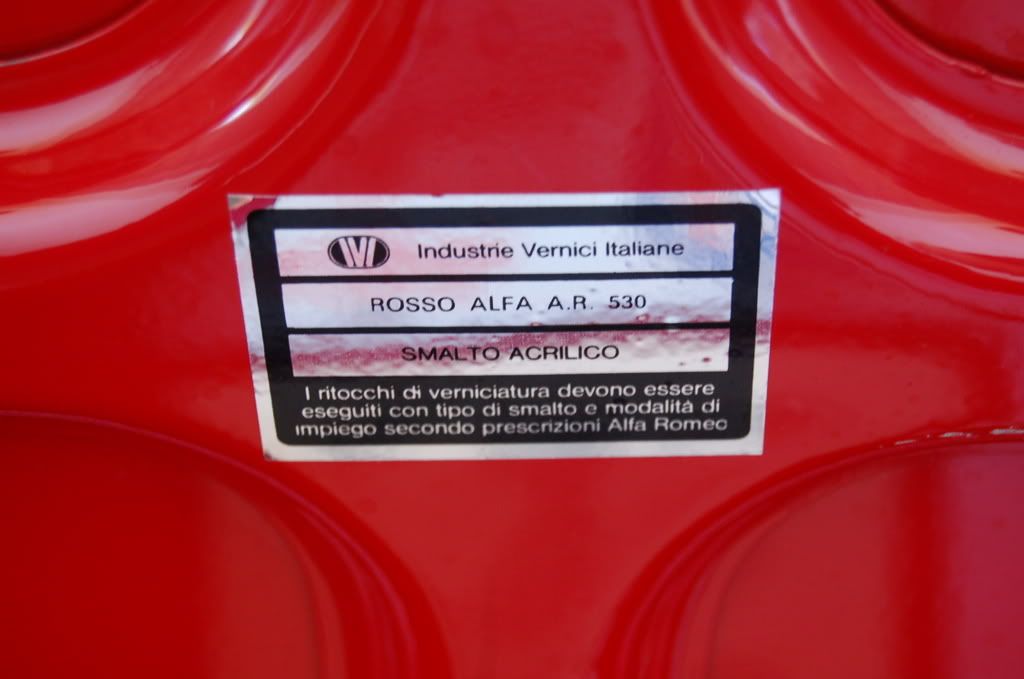 IVI Industrie Vernici Italiane
ROSSO ALFA A.R. 530
SMALTO ACRILICO
I ritocchi di verniciatura devono essere
eseguiti con tipo di smalto e modalità di
impiego secondo prescrizioni Alfa Romeo